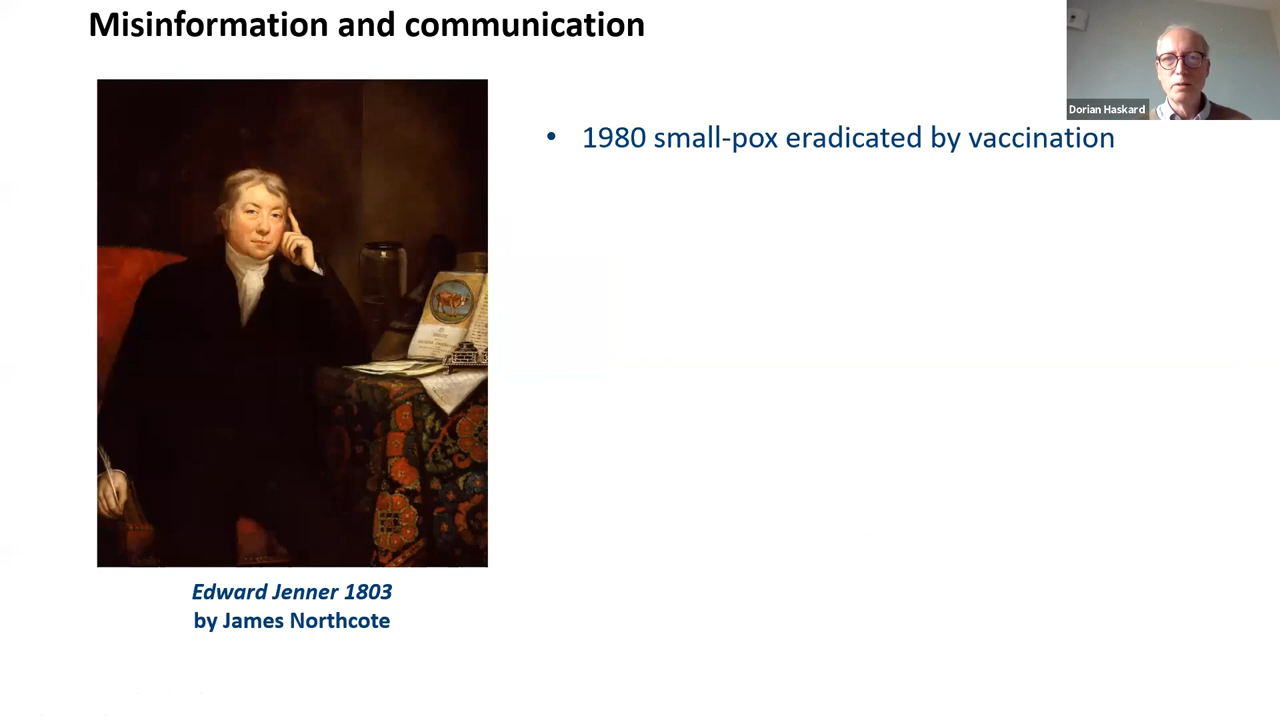 Misinformation and communication
Dorian Haskard
• 1980 small-pox eradicated by vaccination
Edward Jenner 1803
by James Northcote